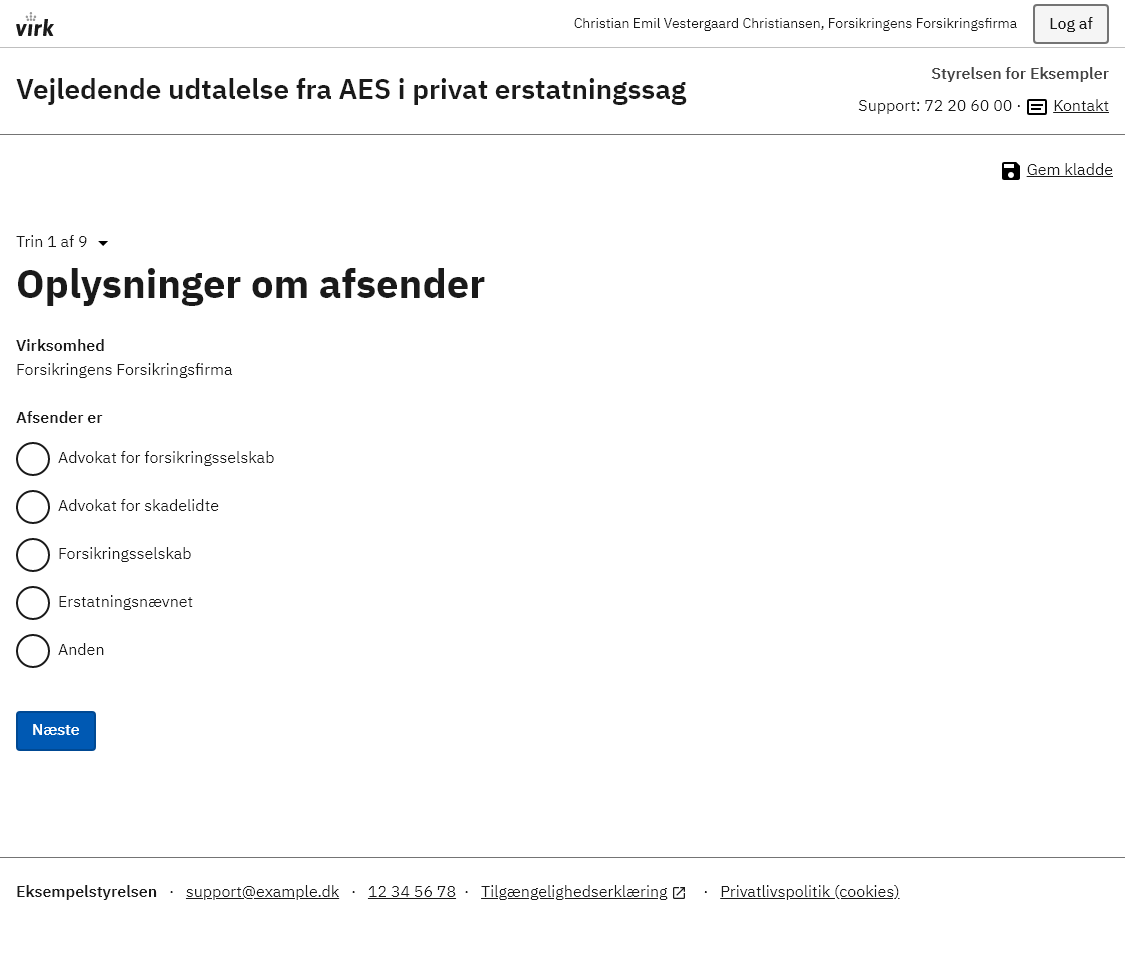 virk
Christian Emil Vestergaard Christiansen, Forsikringens Forsikringsfirma
Log af
Vejledende udtalelse fra AES i privat erstatningssag
Styrelsen for Eksempler
Support: 72 20 60 00 · Kontakt
Gem kladde
Trin 1 af 9
Oplysninger om afsender
Virksomhed
Forsikringens Forsikringsfirma
Afsender er
Advokat for forsikringsselskab
Advokat for skadelidte
Forsikringsselskab
Erstatningsnævnet
Anden
Næste
Eksempelstyrelsen · support@example.dk · 12 34 56 78 · Tilgængelighedserklæring · Privatlivspolitik (cookies)